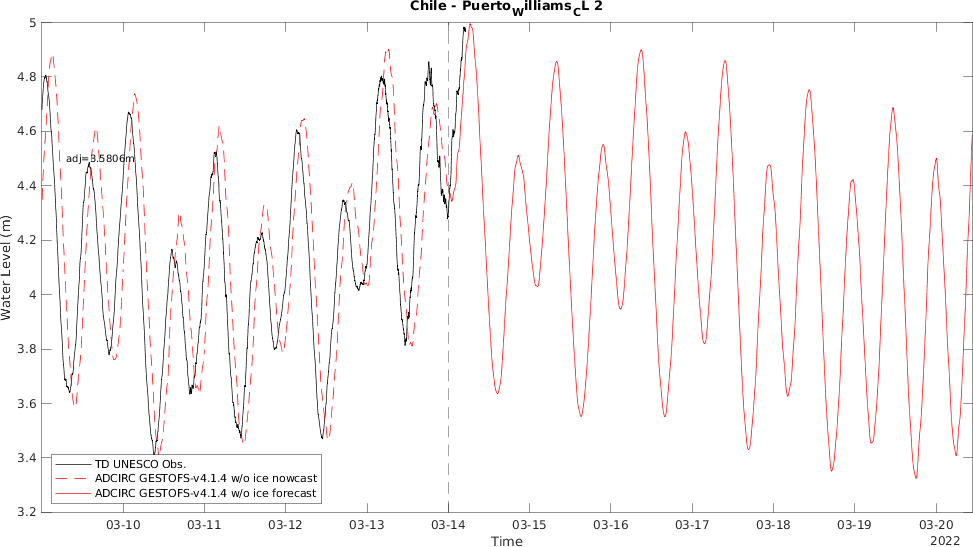 Chile - PuertoWilliamsCL 2
Water Level (m)
5
4.8
4.6
4.4
4.2
4
3.8
3.6
3.4
3.2
adj=3.5806m
TD UNESCO Obs.
ADCIRC GESTOFS-v4.1.4 w/o ice nowcast
ADCIRC GESTOFS-v4.1.4 w/o ice forecast
03-10 03-11 03-12 03-13 03-14 03-15 03-16 03-17 03-18 03-19 03-20
Time 2022